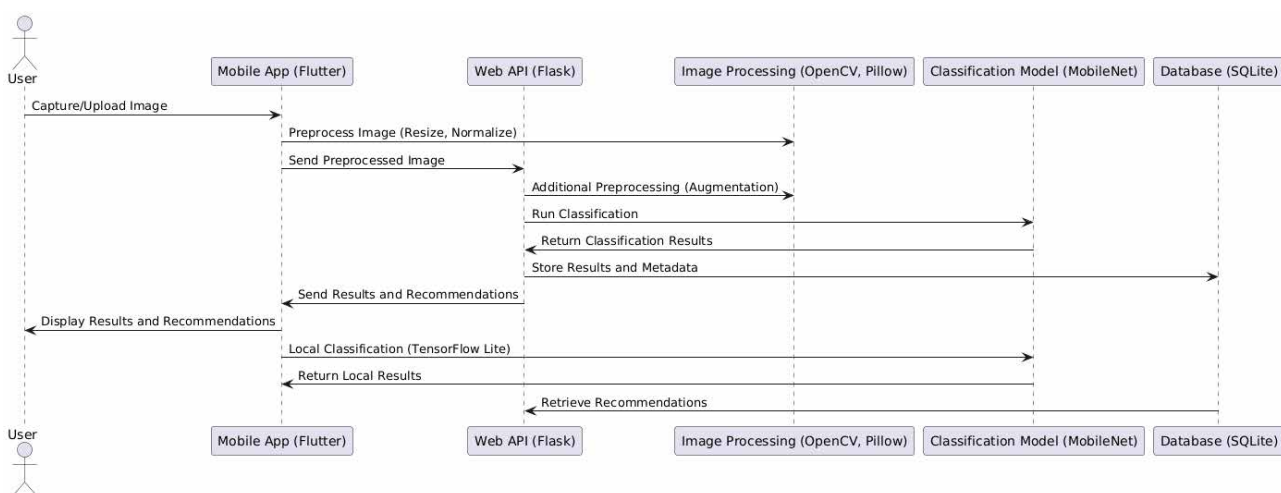 User
Mobile App (Flutter)
Web API (Flask)
Image Processing (OpenCV, Pillow)
Classification Model (MobileNet)
Database (SQLite)
Capture/Upload Image
Preprocess Image (Resize, Normalize)
Send Preprocessed Image
Additional Preprocessing (Augmentation)
Run Classification
Return Classification Results
Store Results and Metadata
Send Results and Recommendations
Display Results and Recommendations
Local Classification (TensorFlow Lite)
Return Local Results
Retrieve Recommendations
User
Mobile App (Flutter)
Web API (Flask)
Image Processing (OpenCV, Pillow)
Classification Model (MobileNet)
Database (SQLite)